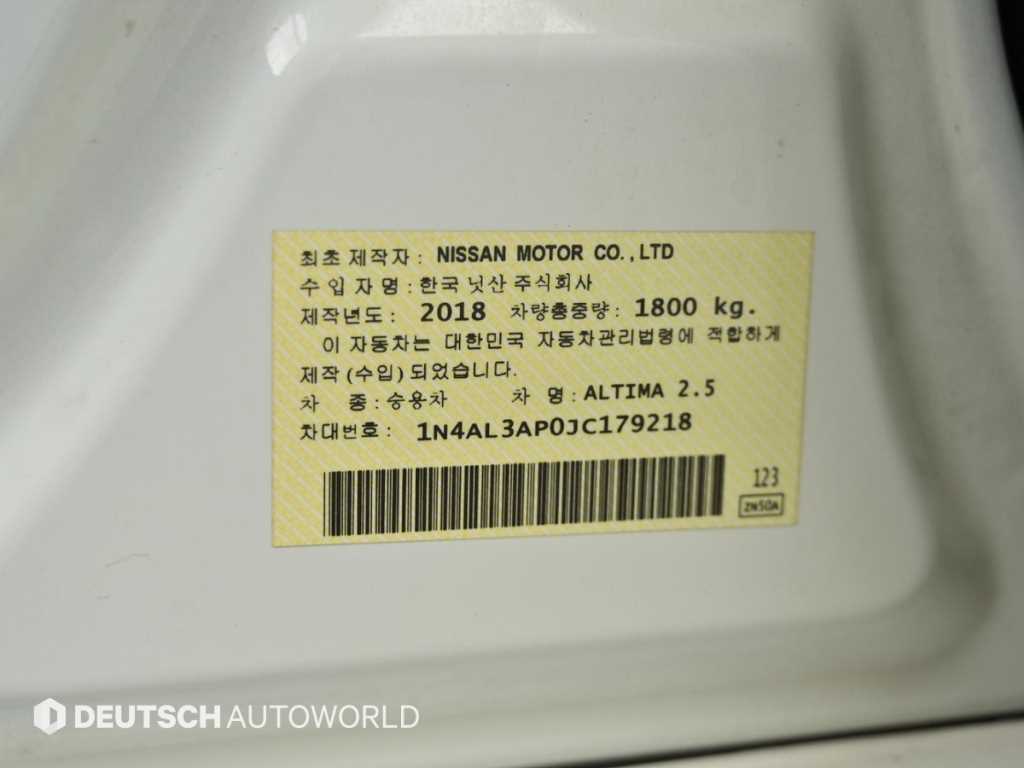 최초 제작자 : NISSAN MOTOR CO.,LTD
수 입 자 명 : 한국 닛산 주식회사
제작년도 : 2018 차량총중량 : 1800 kg.
이 자동차는 대한민국 자동차관리법령에 적합하게
제작 (수입) 되었습니다.
차 종 : 승용차 차 명 : ALTIMA 2.5
차대번호 : 1N4AL3AP0JC179218
123
ZN50A
DEUTSCH AUTOWORLD